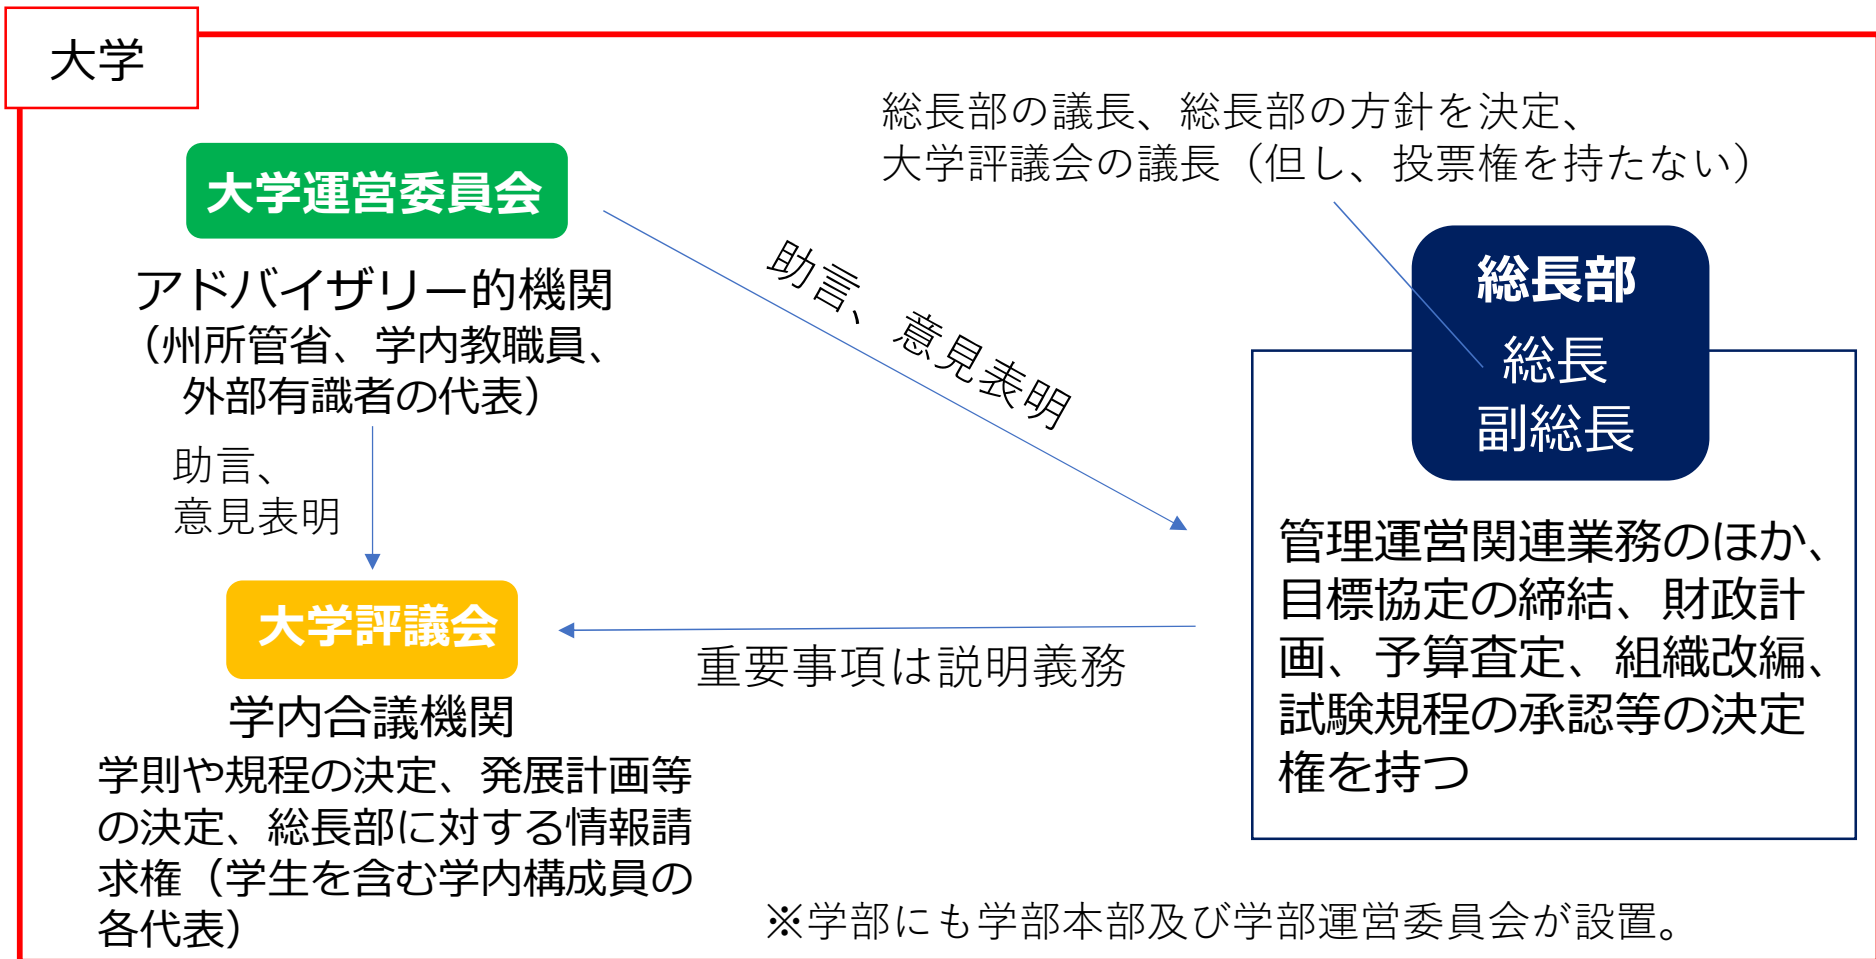 大学
総長部の議長、総長部の方針を決定、
大学評議会の議長（但し、投票権を持たない）
大学運営委員会
アドバイザリー的機関
（州所管省、学内教職員、
外部有識者の代表）
助言、意見表明
総長部
総長
副総長
助言、
意見表明
管理運営関連業務のほか、
目標協定の締結、財政計
画、予算査定、組織改編、
試験規程の承認等の決定
権を持つ
大学評議会
重要事項は説明義務
学内合議機関
学則や規程の決定、発展計画等
の決定、総長部に対する情報請
求権（学生を含む学内構成員の
各代表）
※学部にも学部本部及び学部運営委員会が設置。